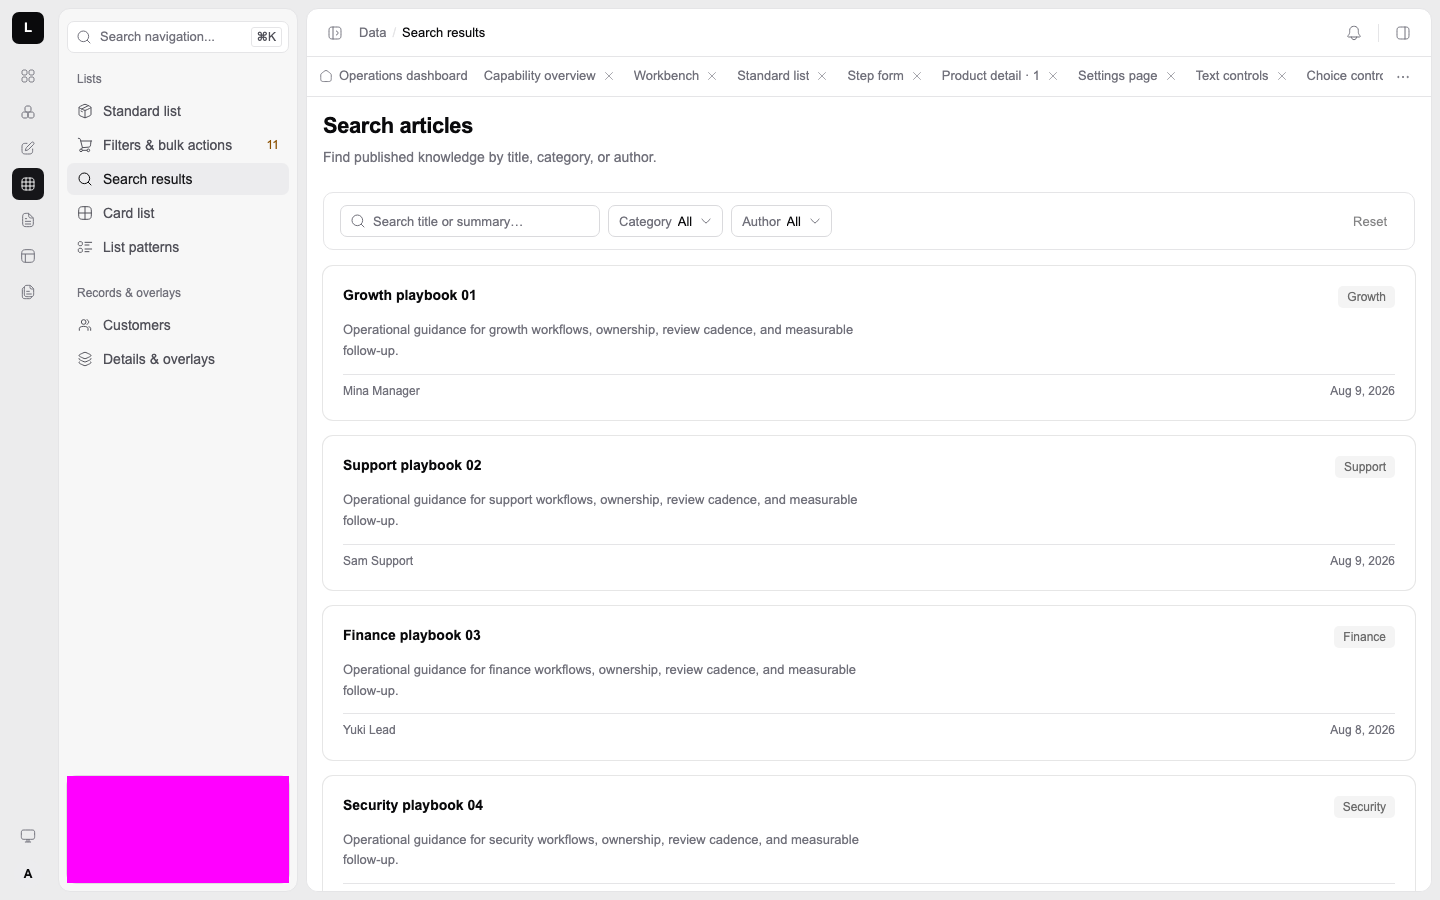 L
Search navigation...
⌘K
Lists
Standard list
Filters & bulk actions
11
Search results
Card list
List patterns
Records & overlays
Customers
Details & overlays
A
Data / Search results
Operations dashboard
Capability overview
Workbench
Standard list
Step form
Product detail · 1
Settings page
Text controls
Choice contr
Search articles
Find published knowledge by title, category, or author.
Search title or summary…
Category All
Author All
Reset
Growth playbook 01
Growth
Operational guidance for growth workflows, ownership, review cadence, and measurable
follow-up.
Mina Manager
Aug 9, 2026
Support playbook 02
Support
Operational guidance for support workflows, ownership, review cadence, and measurable
follow-up.
Sam Support
Aug 9, 2026
Finance playbook 03
Finance
Operational guidance for finance workflows, ownership, review cadence, and measurable
follow-up.
Yuki Lead
Aug 8, 2026
Security playbook 04
Security
Operational guidance for security workflows, ownership, review cadence, and measurable
follow-up.